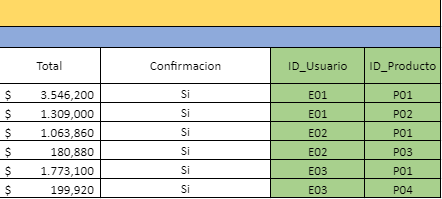 Total Confirmacion ID_Usuario ID_Producto
$ 3.546,200 Si E01 P01
$ 1.309,000 Si E01 P02
$ 1.063,860 Si E02 P01
$ 180,880 Si E02 P03
$ 1.773,100 Si E03 P01
$ 199,920 Si E03 P04